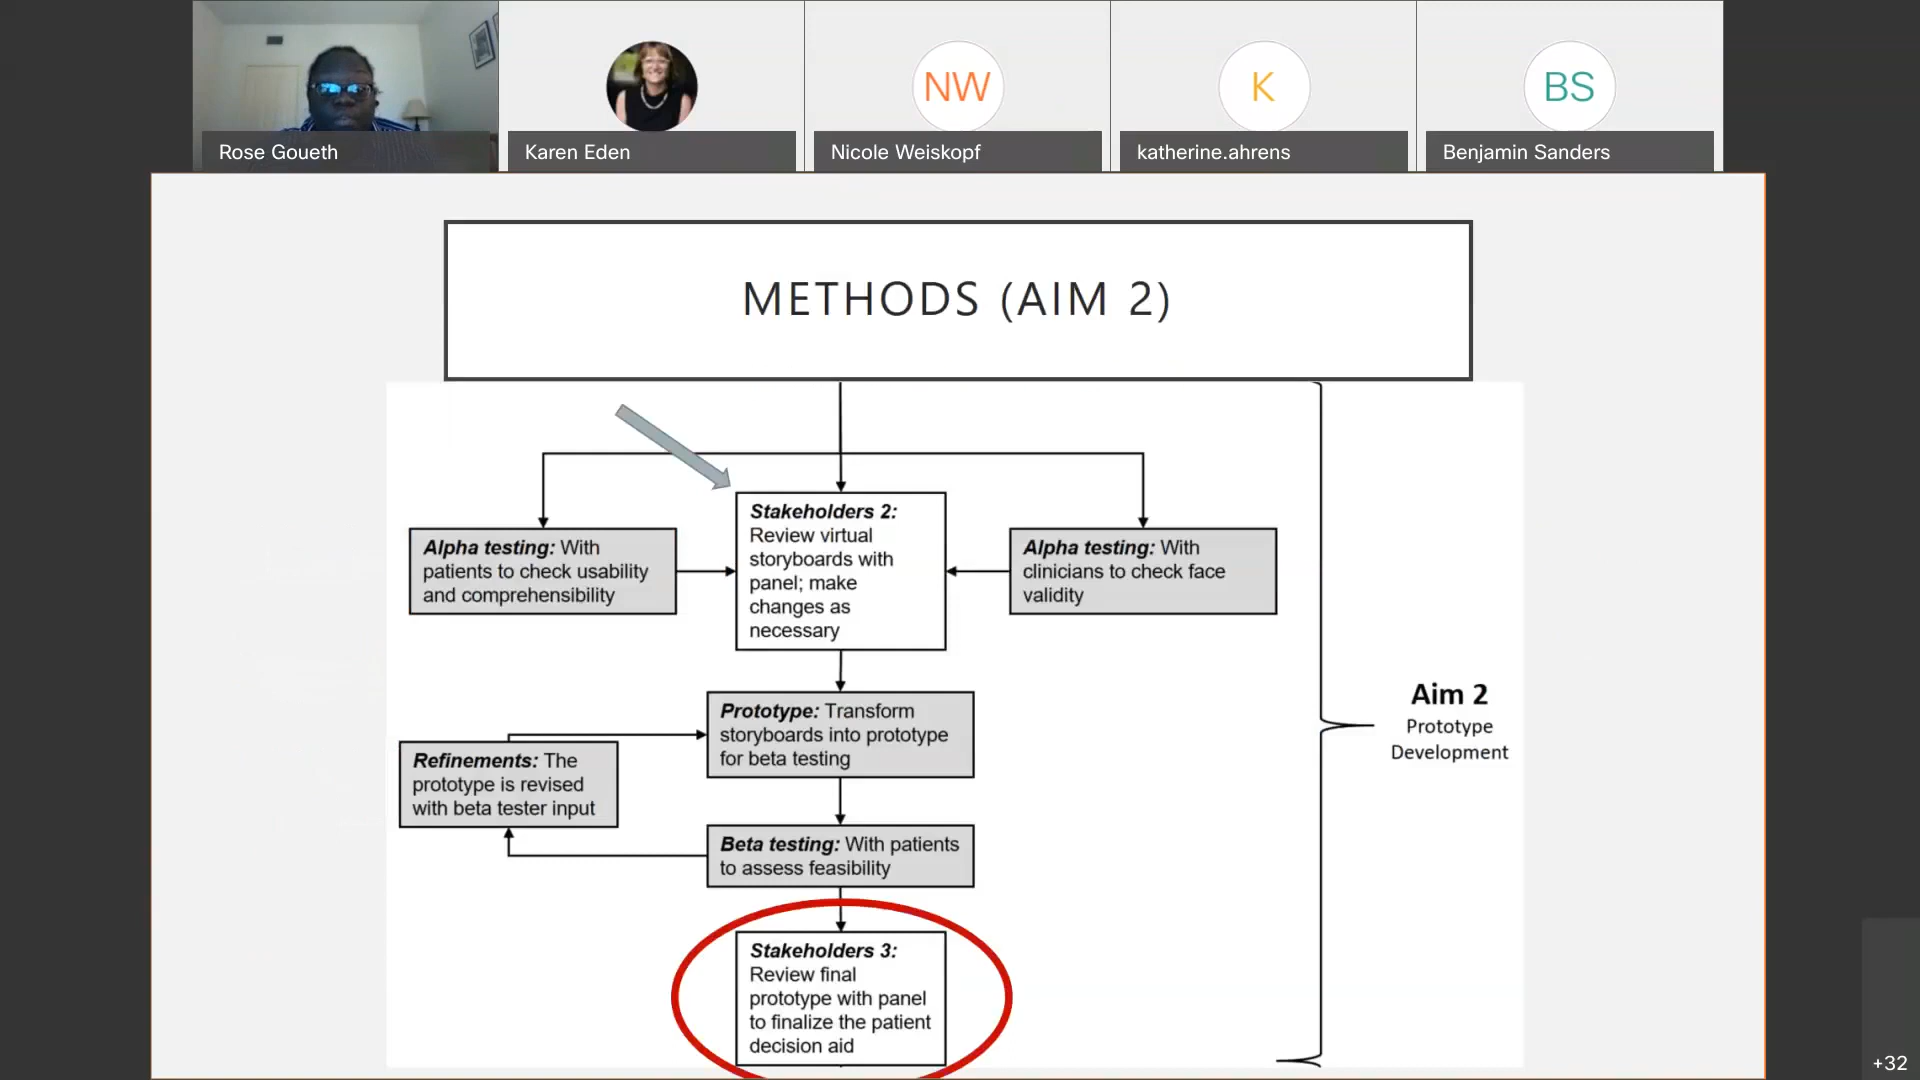 Rose Goueth
Karen Eden
NW
Nicole Weiskopf
K
katherine.ahrens
BS
Benjamin Sanders
METHODS (AIM 2)
Stakeholders 2:
Review virtual
storyboards with
panel; make
changes as
necessary
Alpha testing: With
patients to check usability
and comprehensibility
Alpha testing: With
clinicians to check face
validity
Prototype: Transform
storyboards into prototype
for beta testing
Refinements: The
prototype is revised
with beta tester input
Beta testing: With patients
to assess feasibility
Stakeholders 3:
Review final
prototype with panel
to finalize the patient
decision aid
Aim 2
Prototype
Development
+32